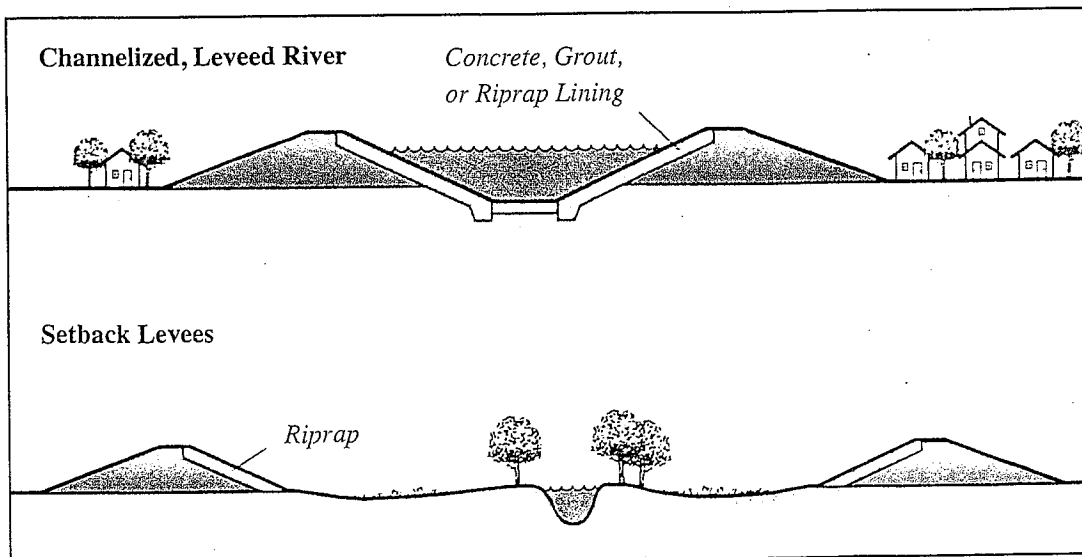 Channelized, Leveed River
Concrete, Grout,
or Riprap Lining
Setback Levees
Riprap